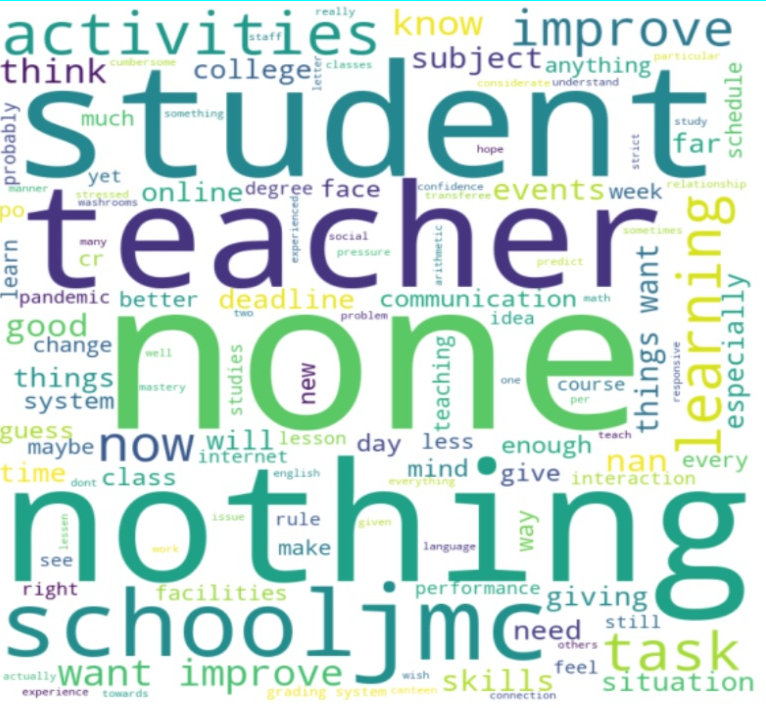 really
staff
activities
know
improve
particular
cumbersome
think
college
letter
classes
subject
anything
considerate
understand
schedule
probably
student
much
something
hope
strict
study
far
yet
manner
stressed
washrooms
online
degree
face
confidence
transferee
events
week
relationship
po
teacher
experienced
many
cr
social
pressure
arithmetic
predict
sometimes
learn
learning
things want
especially
pandemic
better
deadline
communication
math
two
problem
idea
good
none
change
well
studies
new
teaching
one
course
per
responsive
things
mastery
system
guess
maybe
now
will
internet
lesson
day
less
enough
teach
mind
give
nan
every
time
dont
class
english
everything
interaction
nothing
lessen
issue
rule
given
way
work
make
language
see
right
facilities
performance
giving
schooljmc
still
need
others
task
actually
want improve
wish
skills
feel
situation
experience
towards
grading system
canteen
connection